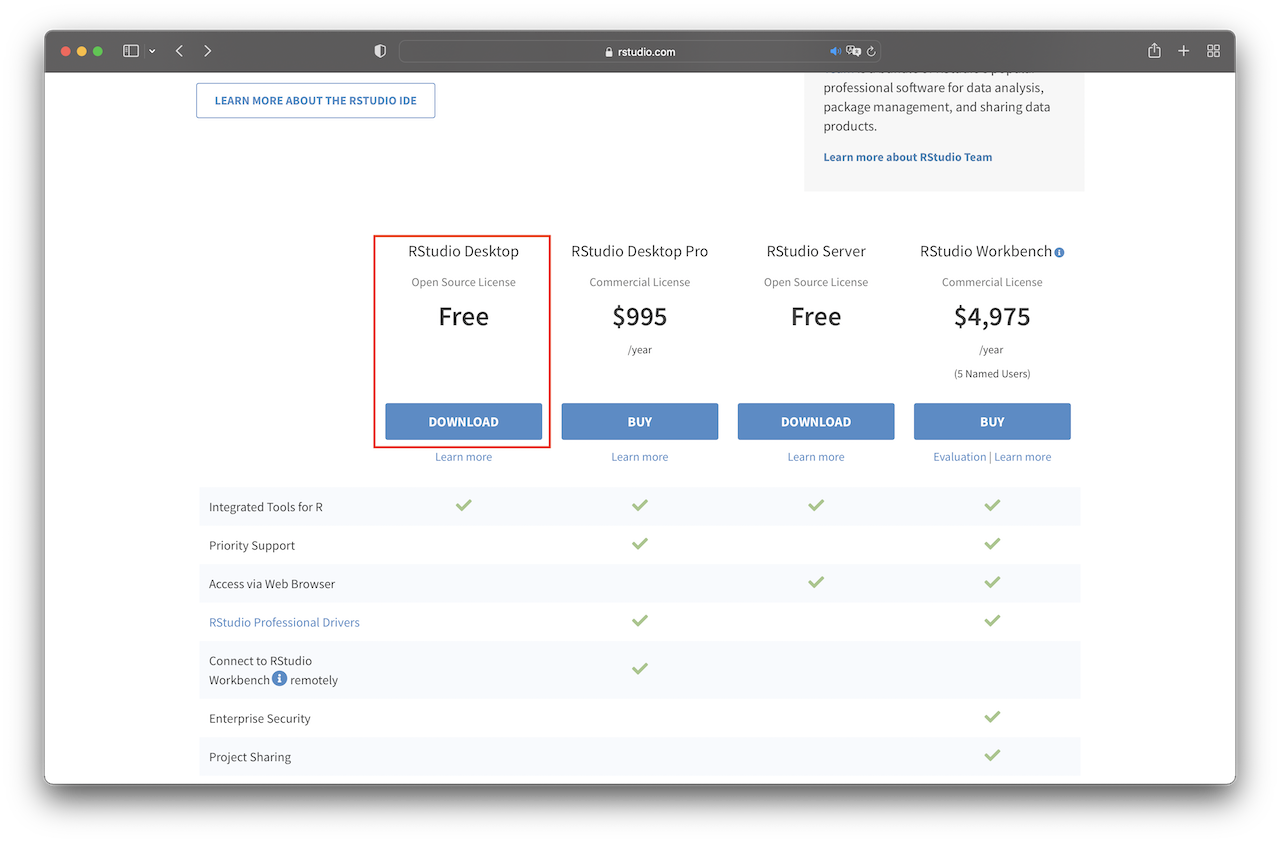 rstudio.com
professional software for data analysis,
package management, and sharing data
products.
LEARN MORE ABOUT THE RSTUDIO IDE
Learn more about RStudio Team
RStudio Desktop
Open Source License
Free
DOWNLOAD
Learn more
RStudio Desktop Pro
Commercial License
$995
/year
BUY
Learn more
RStudio Server
Open Source License
Free
DOWNLOAD
Learn more
RStudio Workbench
Commercial License
$4,975
/year
(5 Named Users)
BUY
Evaluation | Learn more
Integrated Tools for R
Priority Support
Access via Web Browser
RStudio Professional Drivers
Connect to RStudio
Workbench remotely
Enterprise Security
Project Sharing